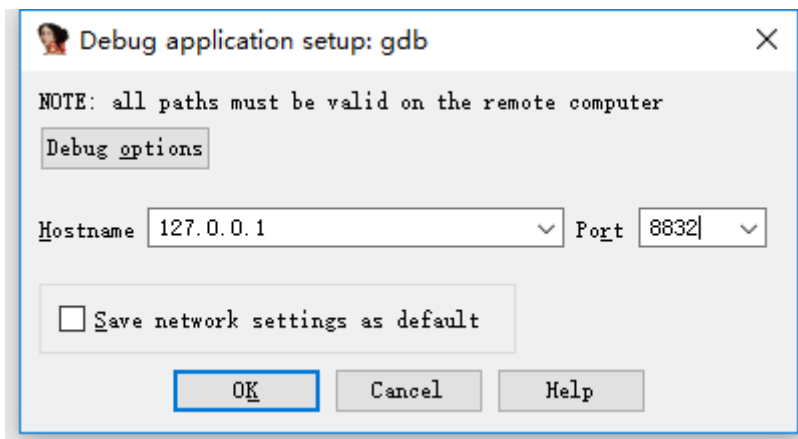 Debug application setup: gdb
NOTE: all paths must be valid on the remote computer
Debug options
Hostname 127.0.0.1 Port 8832
Save network settings as default
OK Cancel Help